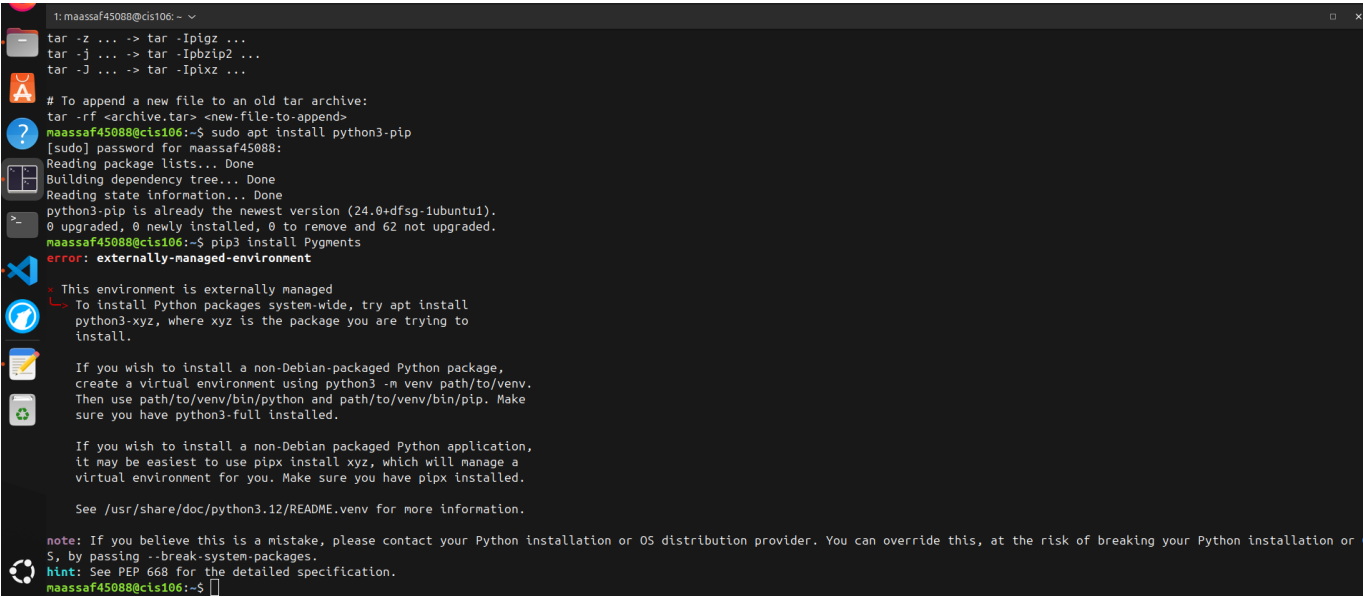 1: maassaf45088@cis106: ~
tar -z ... -> tar -Ipigz ...
tar -j ... -> tar -Ipbzip2 ...
tar -J ... -> tar -Ipixz ...
# To append a new file to an old tar archive:
tar -rf <archive.tar> <new-file-to-append>
maassaf45088@cis106:~$ sudo apt install python3-pip
[sudo] password for maassaf45088:
Reading package lists... Done
Building dependency tree... Done
Reading state information... Done
python3-pip is already the newest version (24.0+dfsg-1ubuntu1).
0 upgraded, 0 newly installed, 0 to remove and 62 not upgraded.
maassaf45088@cis106:~$ pip3 install Pygments
error: externally-managed-environment
× This environment is externally managed
╰─> To install Python packages system-wide, try apt install
python3-xyz, where xyz is the package you are trying to
install.
If you wish to install a non-Debian-packaged Python package,
create a virtual environment using python3 -m venv path/to/venv.
Then use path/to/venv/bin/python and path/to/venv/bin/pip. Make
sure you have python3-full installed.
If you wish to install a non-Debian packaged Python application,
it may be easiest to use pipx install xyz, which will manage a
virtual environment for you. Make sure you have pipx installed.
See /usr/share/doc/python3.12/README.venv for more information.
note: If you believe this is a mistake, please contact your Python installation or OS distribution provider. You can override this, at the risk of breaking your Python installation or
S, by passing --break-system-packages.
hint: See PEP 668 for the detailed specification.
maassaf45088@cis106:~$